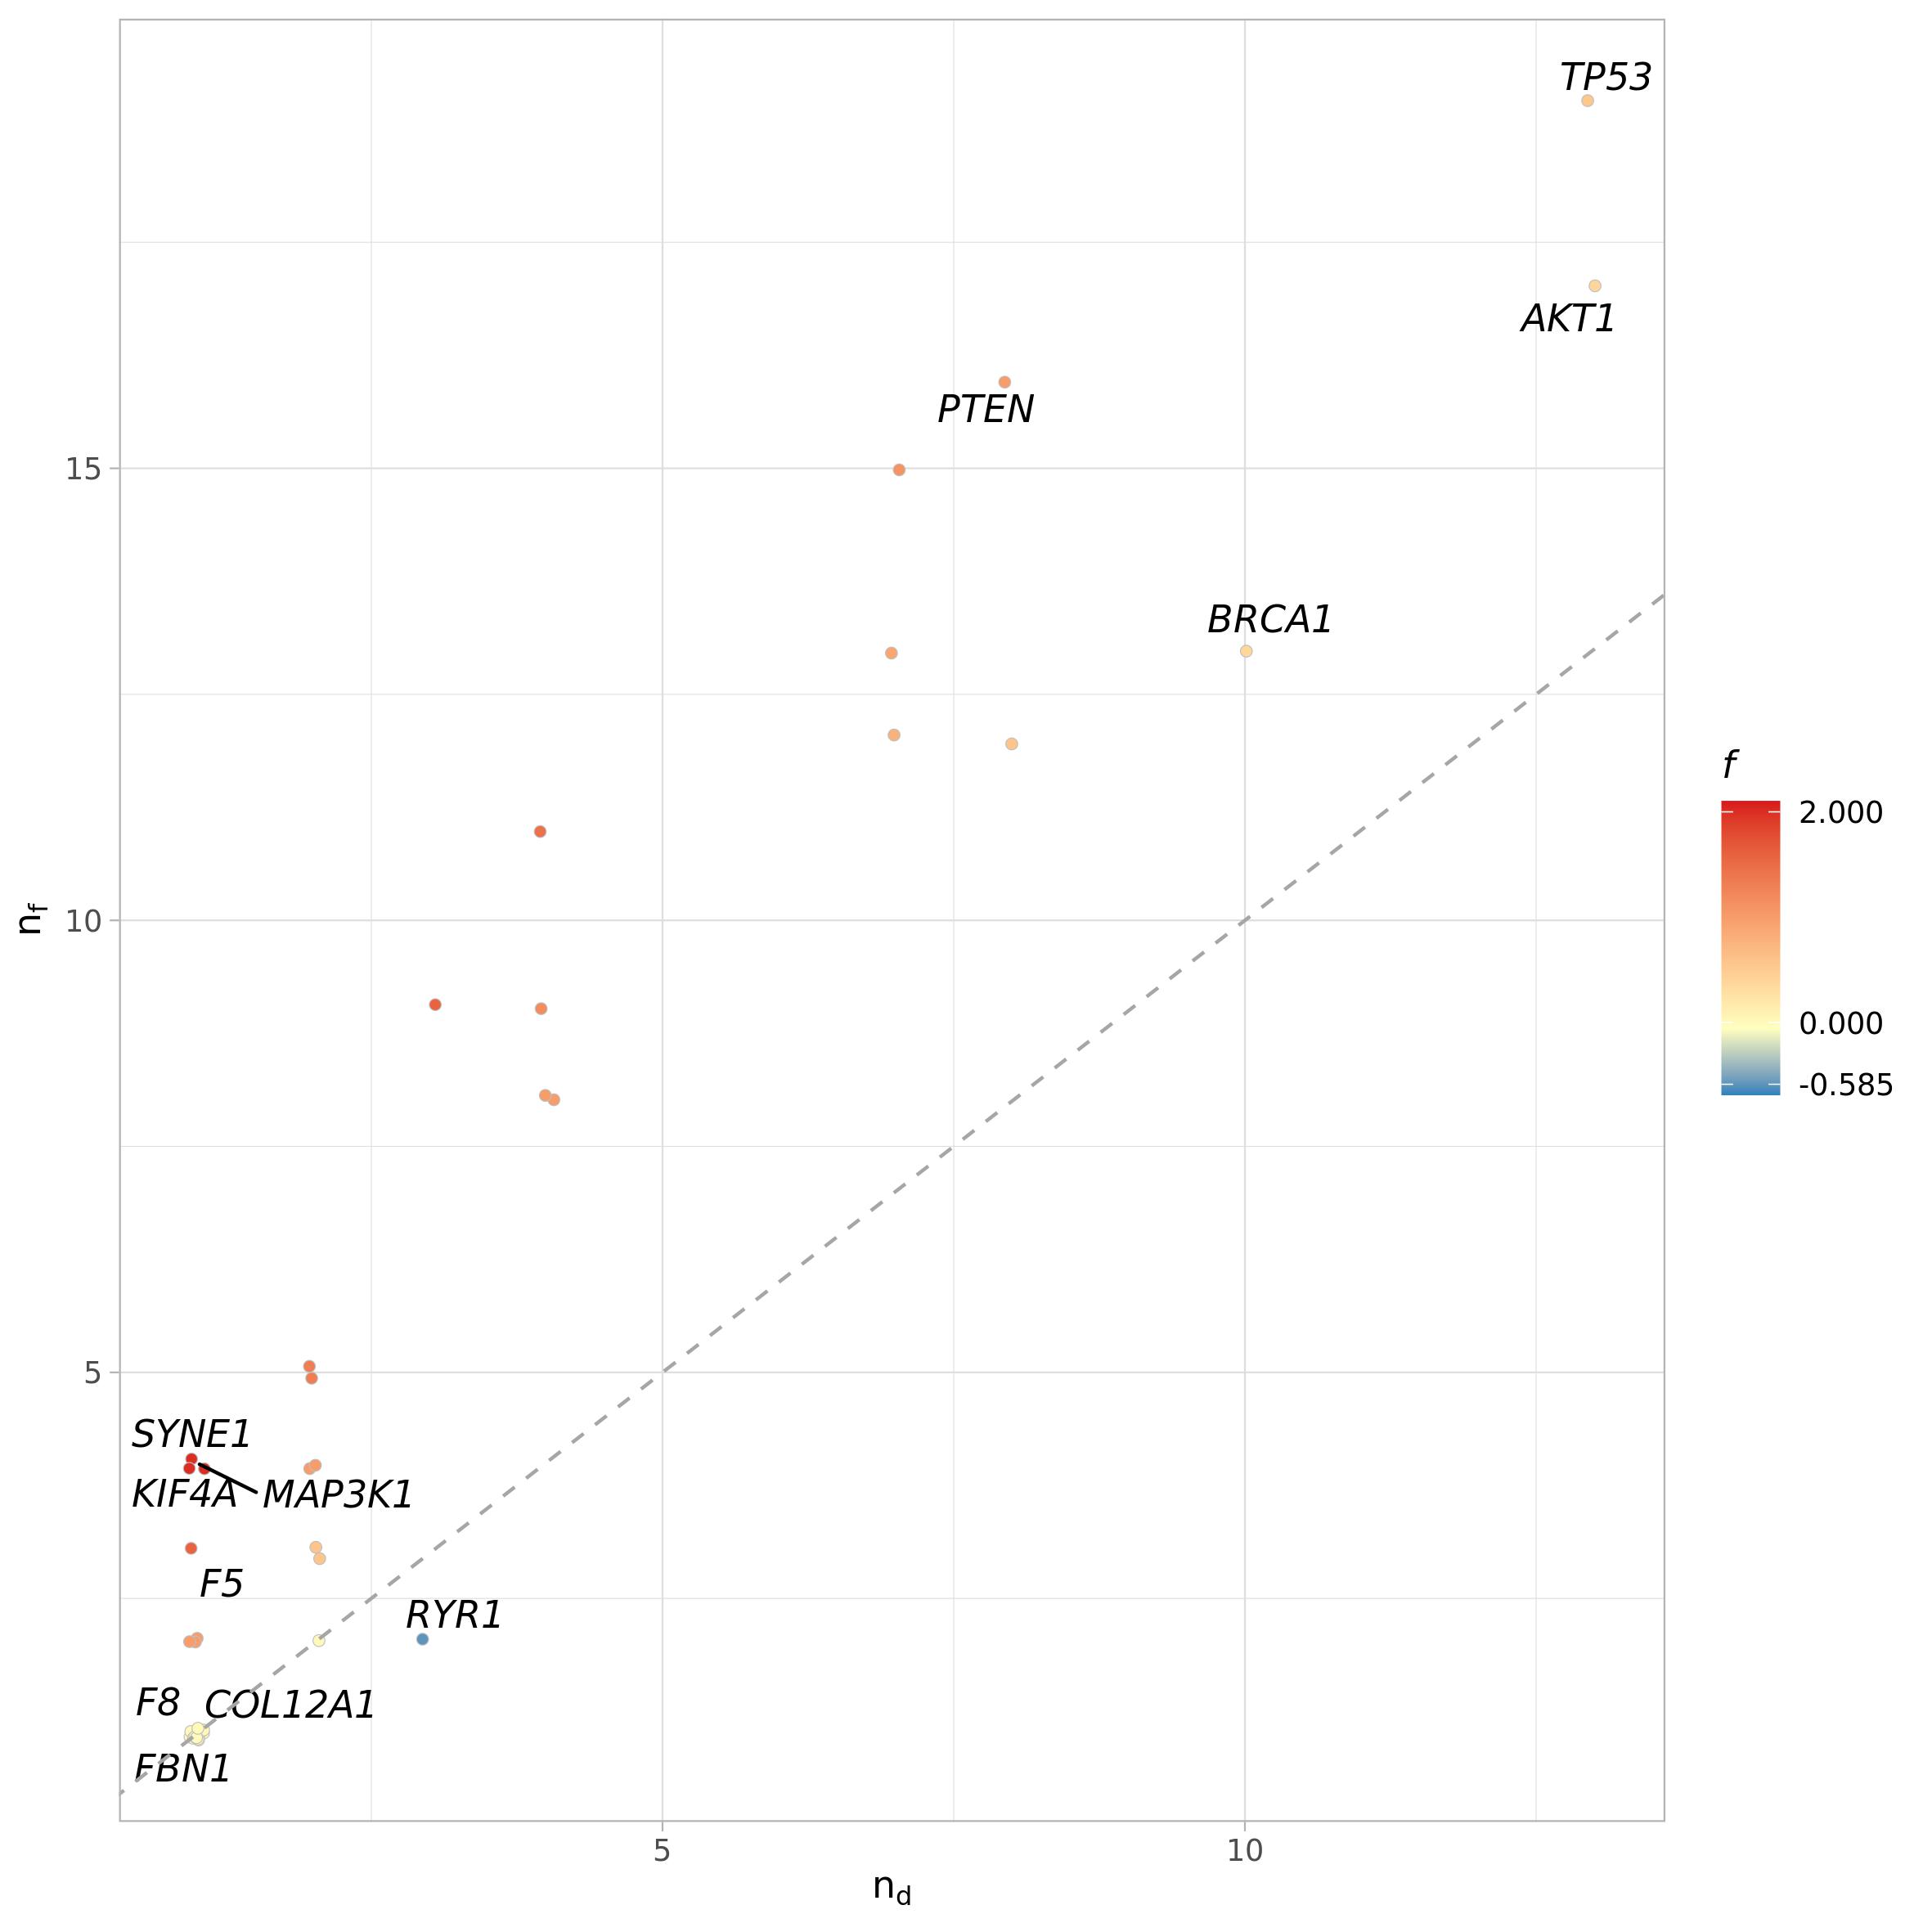 TP53
AKT1
PTEN
15
BRCA1
f
2.000
0.000
-0.585
nf
10
5
SYNE1
KIF4A
MAP3K1
F5
RYR1
F8
COL12A1
FBN1
5
10
nd